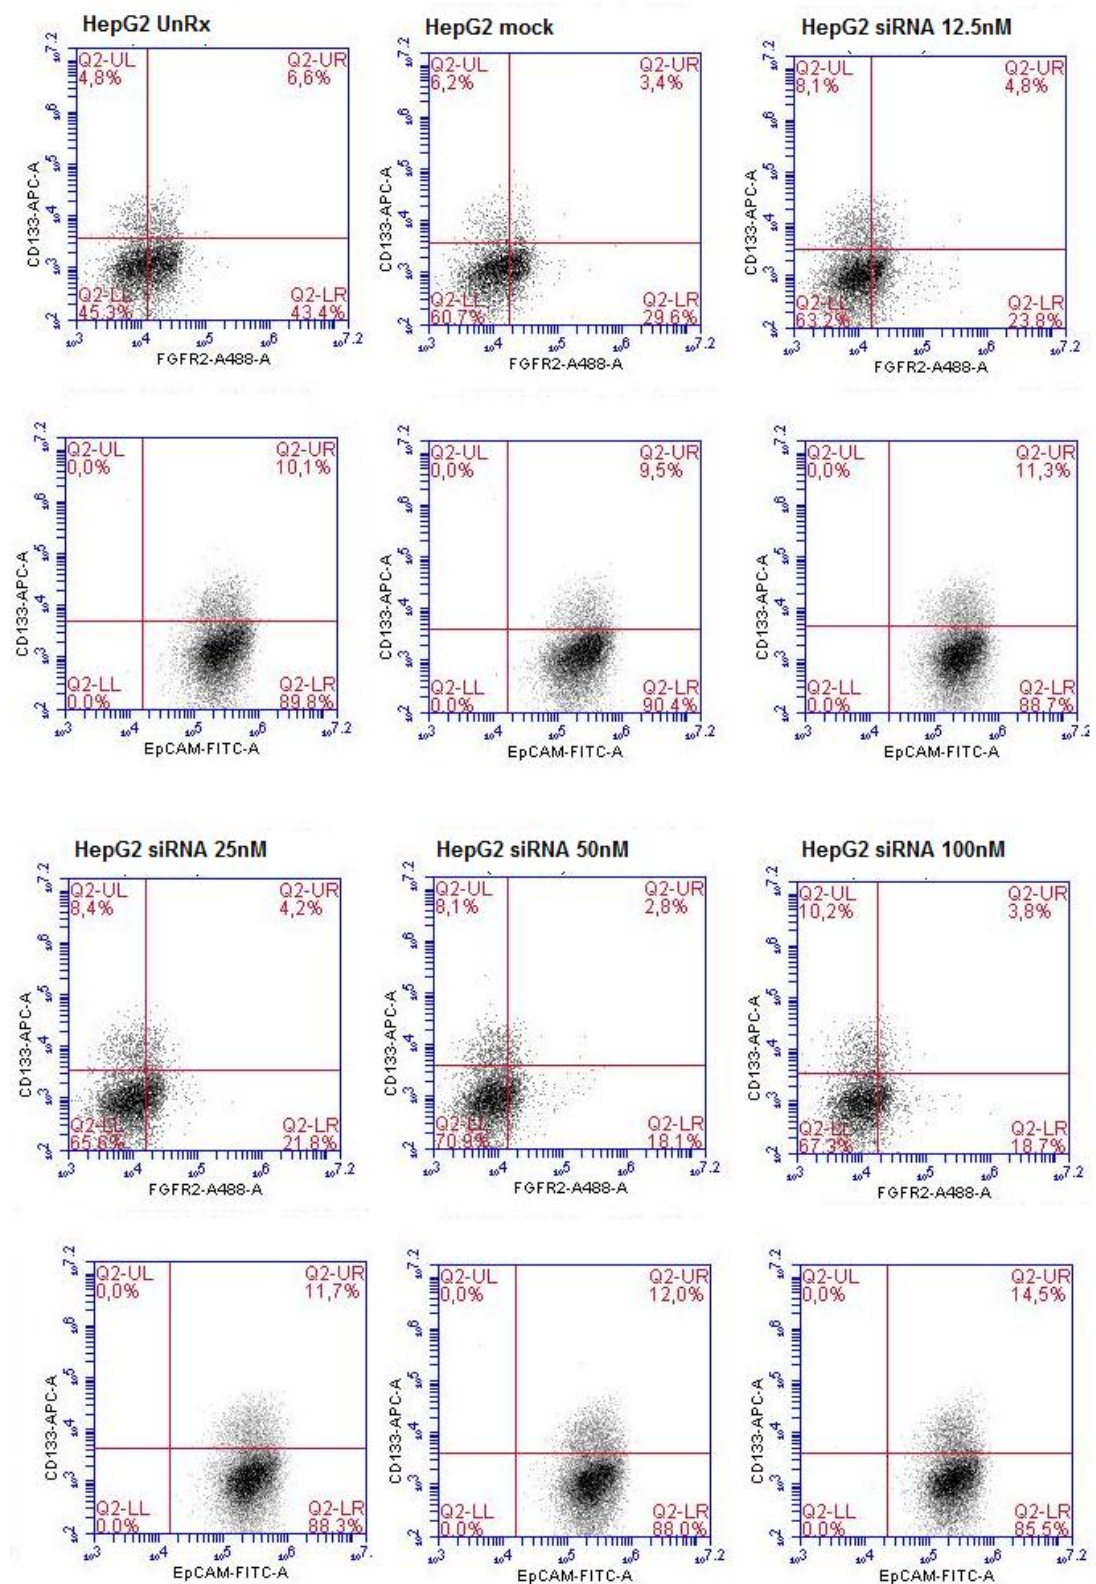 HepG2 UnRx
Q2-UL Q2-UR
4,8% 6,6%
CD133-APC-A
Q2-LL Q2-LR
45,3% 43,4%
FGFR2-A488-A
HepG2 mock
Q2-UL Q2-UR
6,2% 3,4%
CD133-APC-A
Q2-LL Q2-LR
60,7% 29,6%
FGFR2-A488-A
HepG2 siRNA 12.5nM
Q2-UL Q2-UR
8,1% 4,8%
CD133-APC-A
Q2-LR
63,2% 23,8%
FGFR2-A488-A
Q2-UL Q2-UR
0,0% 10,1%
CD133-APC-A
Q2-LL Q2-LR
0,0% 89,8%
EpCAM-FITC-A
Q2-UL Q2-UR
0,0% 9,5%
CD133-APC-A
Q2-LL Q2-LR
0,0% 90,4%
EpCAM-FITC-A
Q2-UL Q2-UR
0,0% 11,3%
CD133-APC-A
Q2-LL Q2-LR
0,0% 88,7%
EpCAM-FITC-A
HepG2 siRNA 25nM
Q2-UL Q2-UR
8,4% 4,2%
CD133-APC-A
Q2-LR
65,6% 21,8%
FGFR2-A488-A
HepG2 siRNA 50nM
Q2-UL Q2-UR
8,1% 2,8%
CD133-APC-A
Q2-LR
70,9% 18,1%
FGFR2-A488-A
HepG2 siRNA 100nM
Q2-UL Q2-UR
10,2% 3,8%
CD133-APC-A
Q2-LR
67,3% 18,7%
FGFR2-A488-A
Q2-UL Q2-UR
0,0% 11,7%
CD133-APC-A
Q2-LL Q2-LR
0,0% 88,3%
EpCAM-FITC-A
Q2-UL Q2-UR
0,0% 12,0%
CD133-APC-A
Q2-LL Q2-LR
0,0% 88,0%
EpCAM-FITC-A
Q2-UL Q2-UR
0,0% 14,5%
CD133-APC-A
Q2-LL Q2-LR
0,0% 85,5%
EpCAM-FITC-A